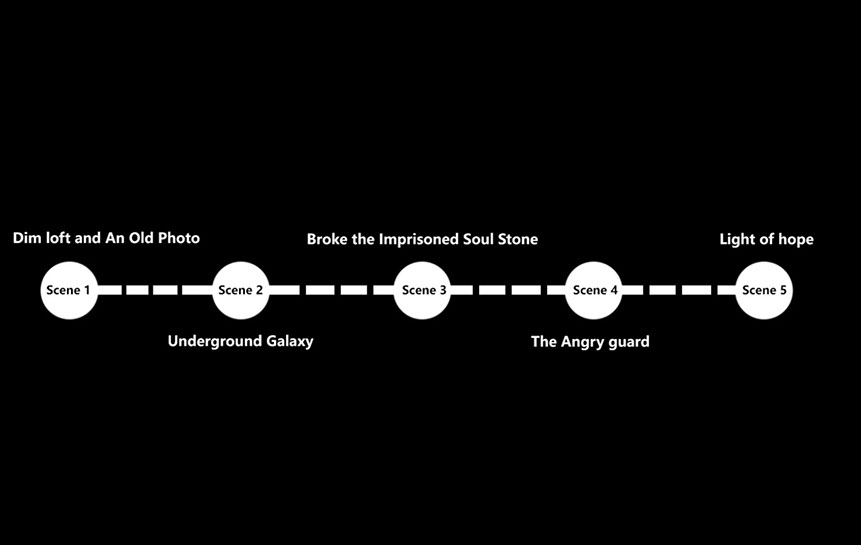 Dim loft and An Old Photo
Broke the Imprisoned Soul Stone
Light of hope
Scene 1
Scene 2
Scene 3
Scene 4
Scene 5
Underground Galaxy
The Angry guard